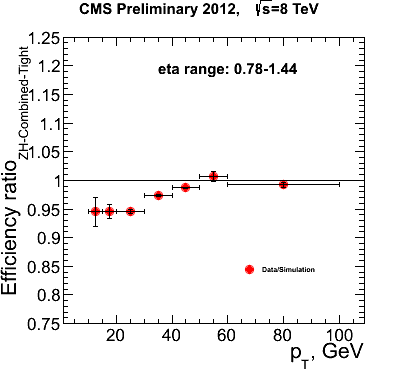 CMS Preliminary 2012, √s=8 TeV
eta range: 0.78-1.44
Efficiency ratio ZH-Combined-Tight
1.25
1.2
1.15
1.1
1.05
1
0.95
0.9
0.85
0.8
0.75
Data/Simulation
20 40 60 80 100
p_T, GeV